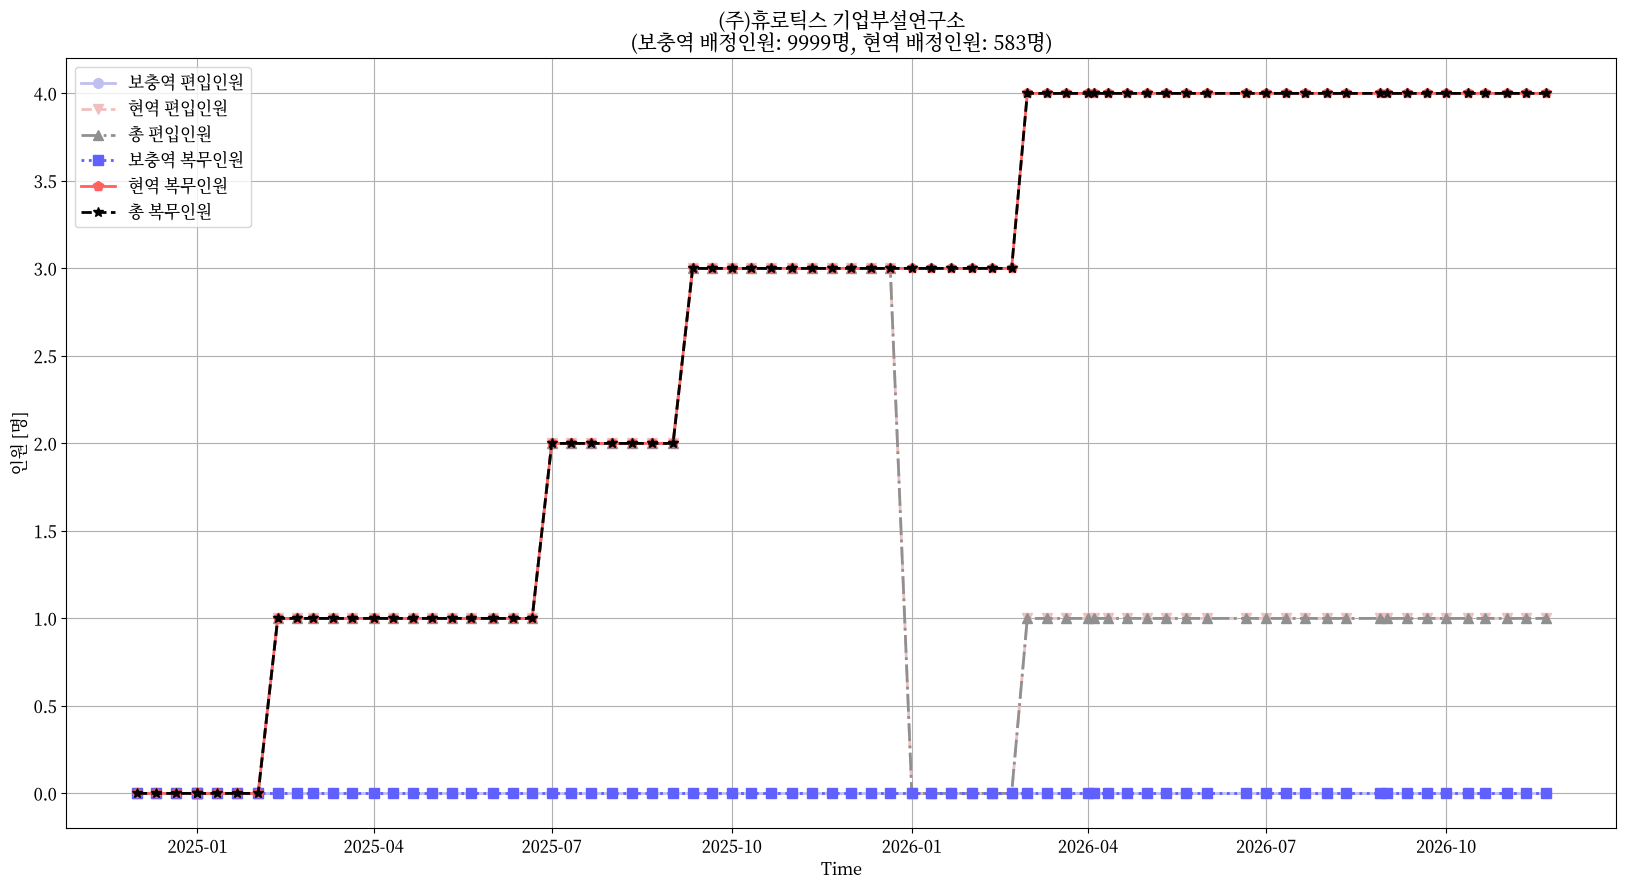 (주)휴로틱스 기업부설연구소
(보충역 배정인원: 9999명, 현역 배정인원: 583명)
보충역 편입인원
현역 편입인원
총 편입인원
보충역 복무인원
현역 복무인원
총 복무인원
4.0
3.5
3.0
2.5
2.0
1.5
1.0
0.5
0.0
인원 [명]
2025-01 2025-04 2025-07 2025-10 2026-01 2026-04 2026-07 2026-10
Time